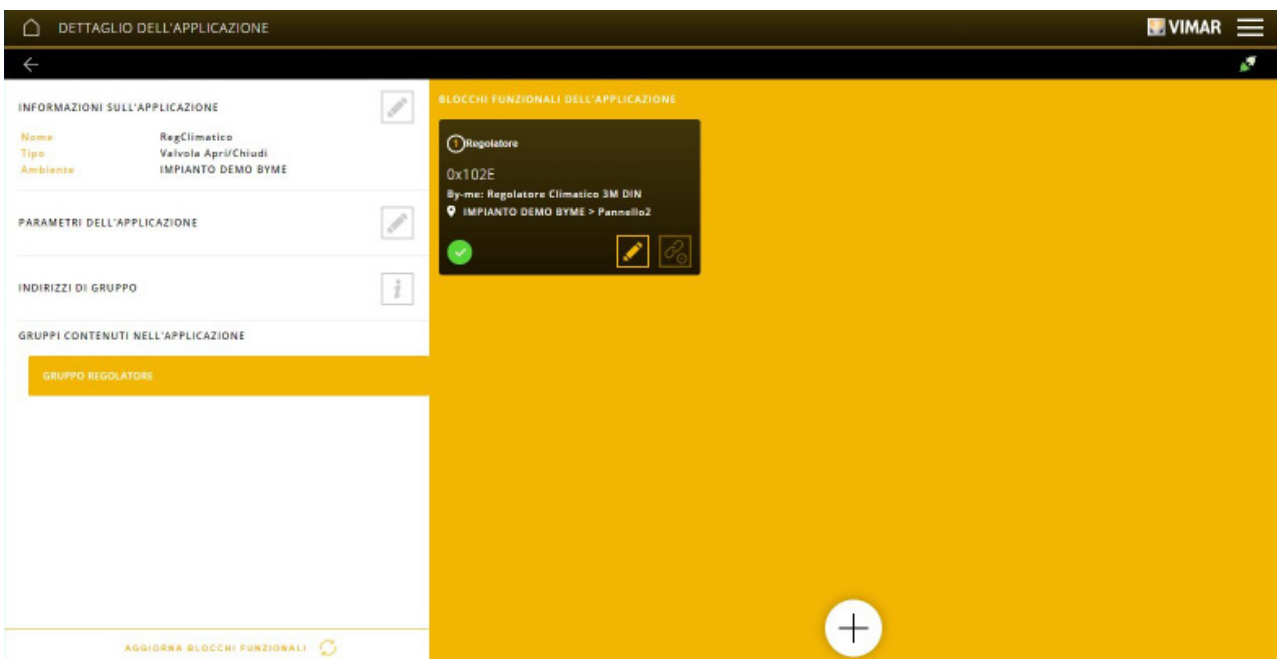 DETTAGLIO DELL'APPLICAZIONE
VIMAR
INFORMAZIONI SULL'APPLICAZIONE
Nome RegClimatico
Tipo Valvola Apri/Chiudi
Ambiente IMPIANTO DEMO BYME
PARAMETRI DELL'APPLICAZIONE
INDIRIZZI DI GRUPPO
i
GRUPPI CONTENUTI NELL'APPLICAZIONE
GRUPPO REGOLATORE
AGGIORNA BLOCCHI FUNZIONALI
BLOCCHI FUNZIONALI DELL'APPLICAZIONE
1 Regolatore
0x102E
By-me: Regolatore Climatico 3M DIN
IMPIANTO DEMO BYME > Pannello2